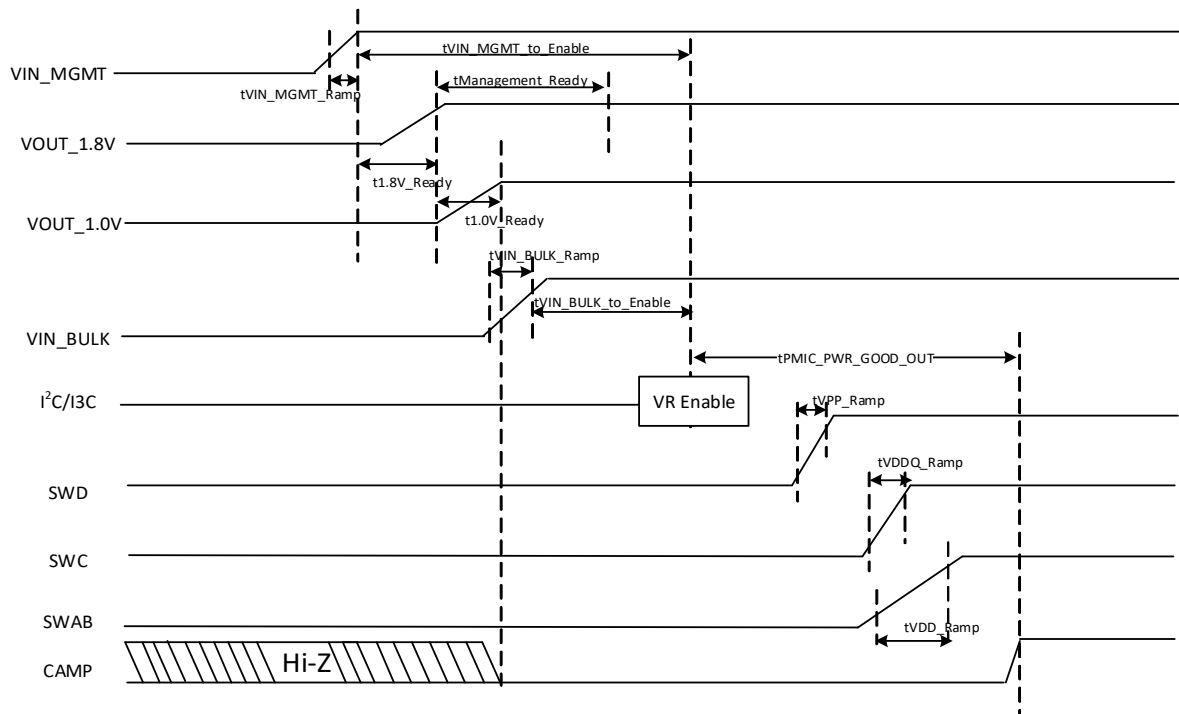 tVIN_MGMT_to_Enable
VIN_MGMT
tManagement_Ready
tVIN_MGMT_Ramp
VOUT_1.8V
t1.8V_Ready
VOUT_1.0V
t1.0V_Ready
tVIN_BULK_Ramp
tVIN_BULK_to_Enable
VIN_BULK
tPMIC_PWR_GOOD_OUT
I²C/I3C
VR Enable
tVPP_Ramp
tVDDQ_Ramp
SWD
SWC
SWAB
tVDD_Ramp
Hi-Z
CAMP